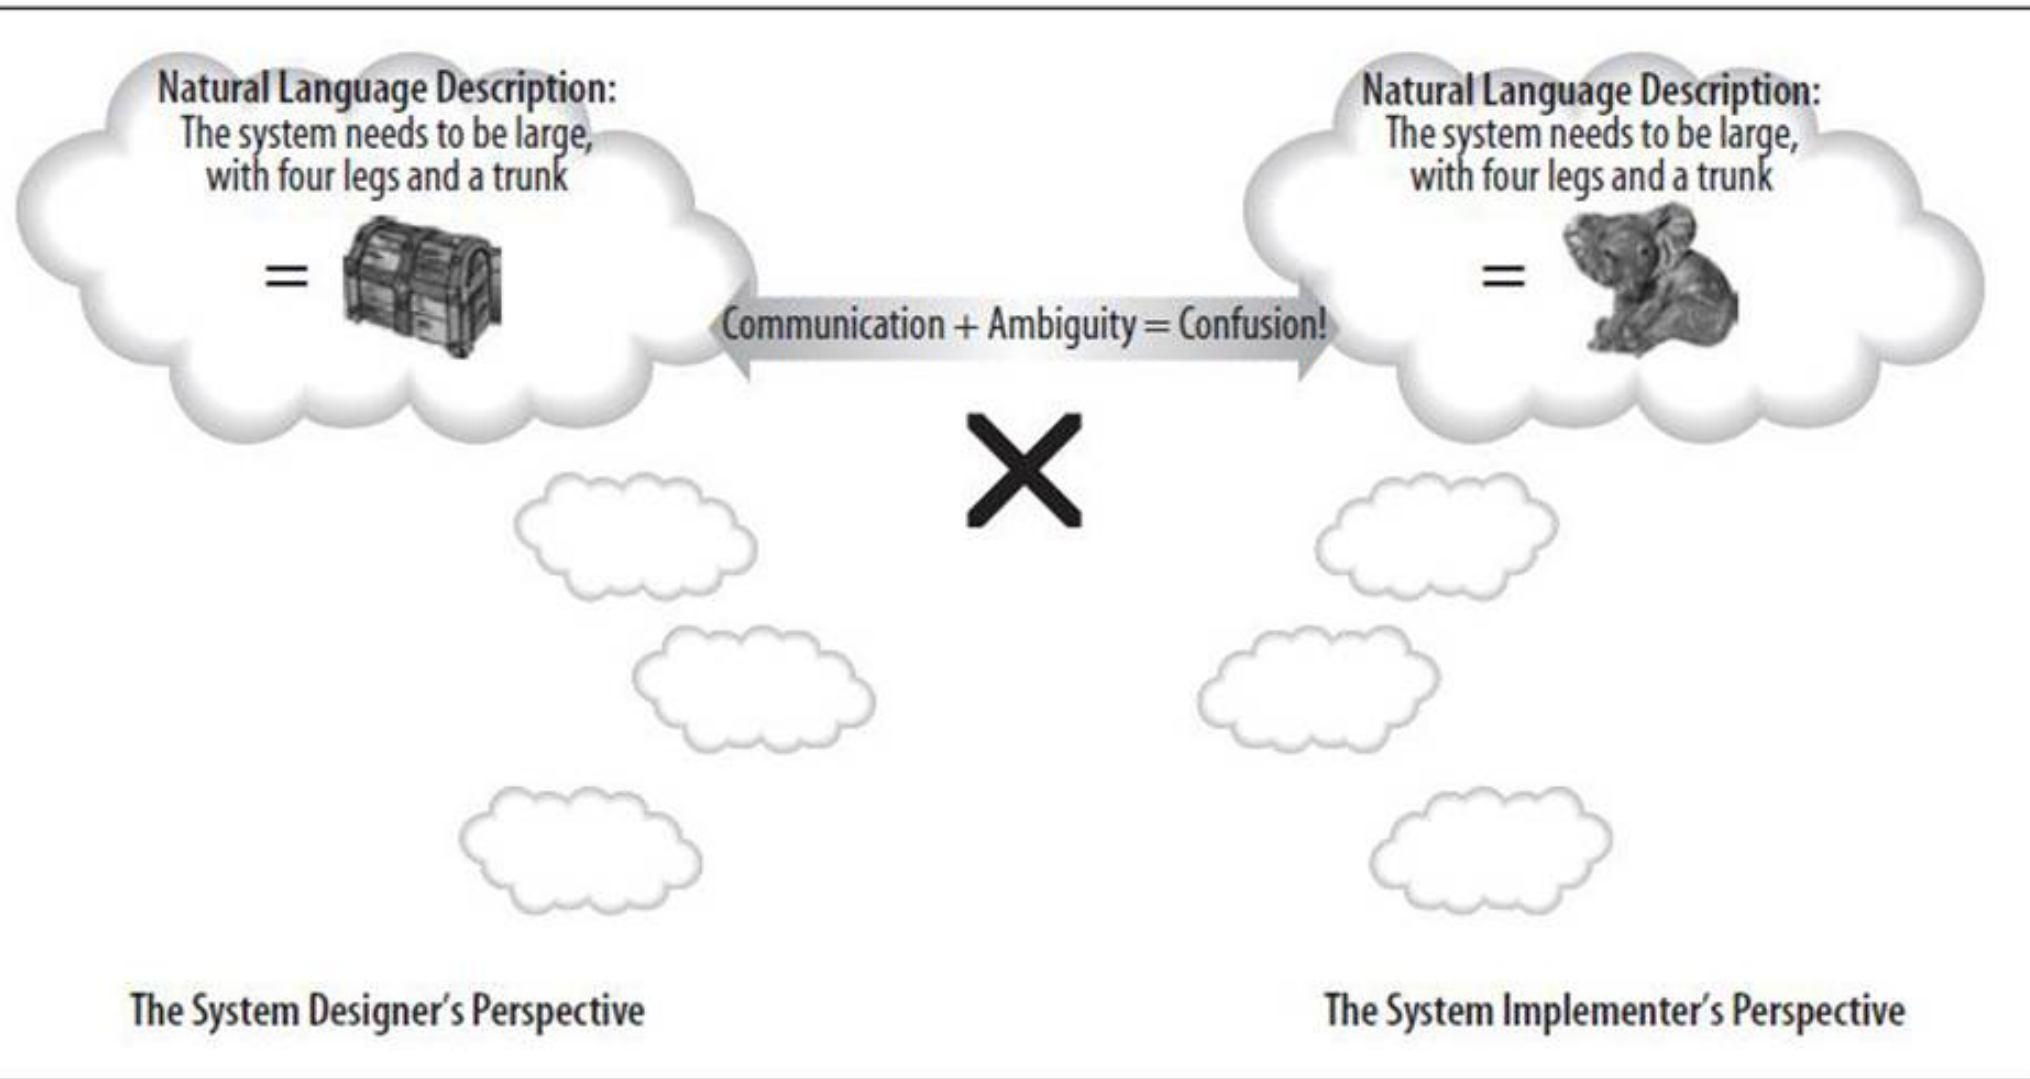 Natural Language Description:
The system needs to be large,
with four legs and a trunk
=
Natural Language Description:
The system needs to be large,
with four legs and a trunk
=
Communication + Ambiguity = Confusion!
The System Designer's Perspective
The System Implementer's Perspective